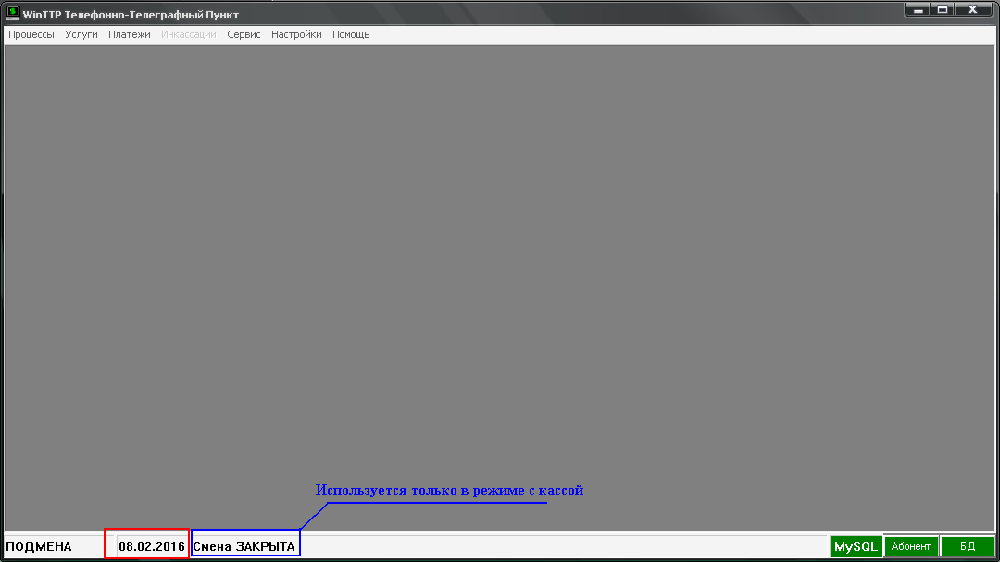 WinTTP Телефонно-Телеграфный Пункт
Процессы Услуги Платежи Инкассации Сервис Настройки Помощь
Используется только в режиме с кассой
ПОДМЕНА 08.02.2016 Смена ЗАКРЫТА MySQL Абонент БД